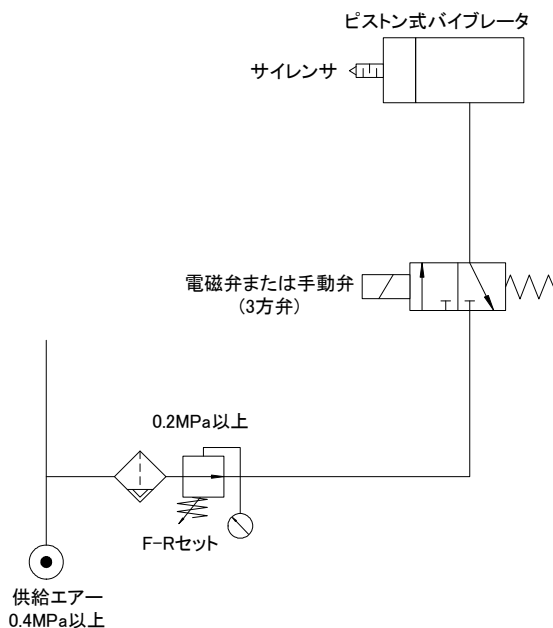 ピストン式バイブレータ
サイレンサ
電磁弁または手動弁
(3方弁)
0.2MPa以上
F-Rセット
供給エアー
0.4MPa以上